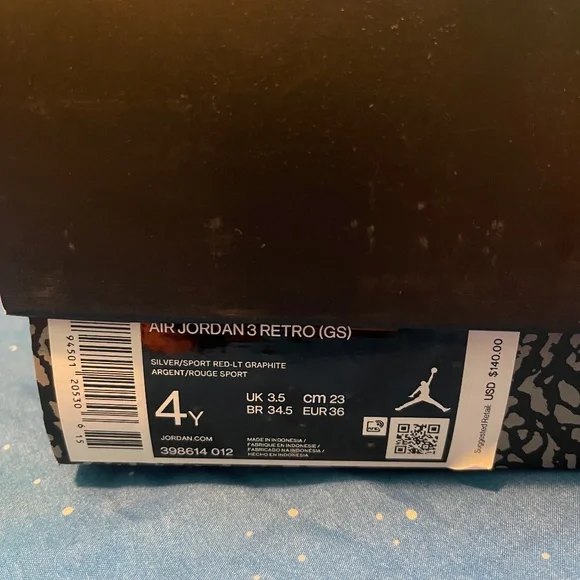 AIR JORDAN 3 RETRO (GS)
SILVER/SPORT RED-LT GRAPHITE
ARGENT/ROUGE SPORT
4Y
UK 3.5 cm 23
BR 34.5 EUR 36
JORDAN.COM
398614 012
MADE IN INDONESIA/
FABRIQUE EN INDONESIE/
FABRICADO NA INDONESIA/
HECHO EN INDONESIA
Suggested Retail: USD $140.00
94501 20530 6 15